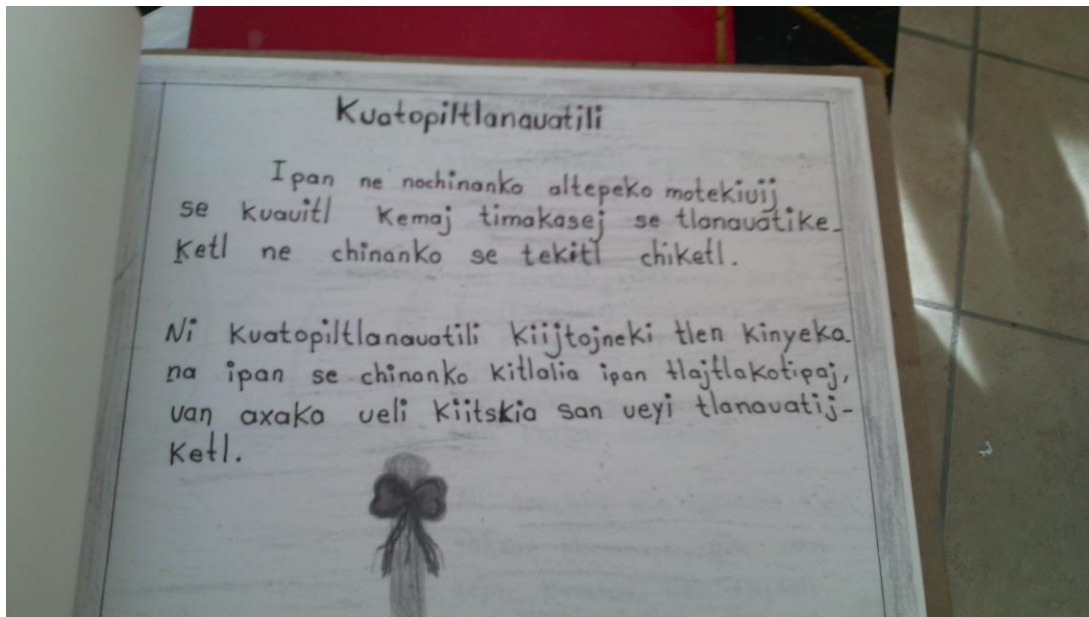 Kuatopiltlanauatili
Ipan ne nochinanko altepeko motekiuij
se kuauitl kemaj timakasej se tlanauatike-
ketl ne chinanko se tekitl chiketl.
Ni kuatopiltlanauatili kiijtojneki tlen kinyeka-
na ipan se chinanko kitlalia ipan tlajtlakotipaj,
uan axaka ueli kiitskia san ueyi tlanauatij-
ketl.